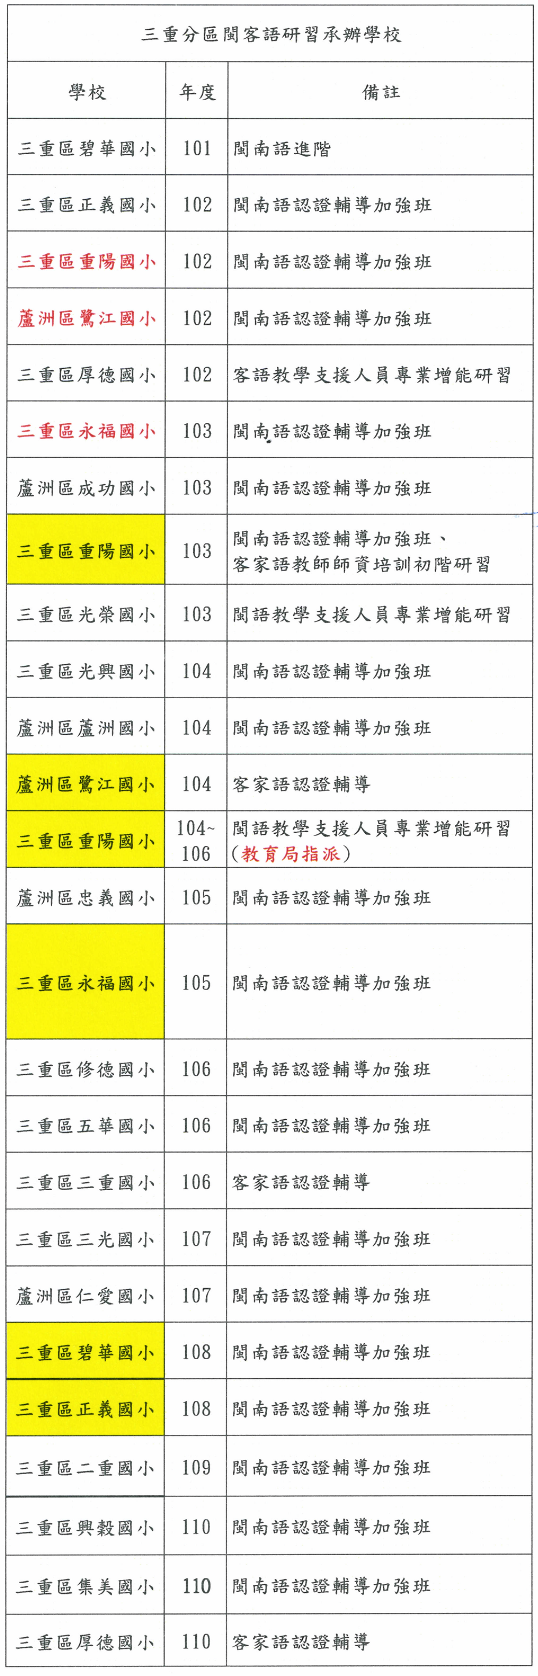 三重分區閩客語研習承辦學校
學校 年度 備註
三重區碧華國小 101 閩南語進階
三重區正義國小 102 閩南語認證輔導加強班
三重區重陽國小 102 閩南語認證輔導加強班
蘆洲區鷺江國小 102 閩南語認證輔導加強班
三重區厚德國小 102 客語教學支援人員專業增能研習
三重區永福國小 103 閩南語認證輔導加強班
蘆洲區成功國小 103 閩南語認證輔導加強班
三重區重陽國小 103 閩南語認證輔導加強班、
客家語教師師資培訓初階研習
三重區光榮國小 103 閩語教學支援人員專業增能研習
三重區光興國小 104 閩南語認證輔導加強班
蘆洲區蘆洲國小 104 閩南語認證輔導加強班
蘆洲區鷺江國小 104 客家語認證輔導
三重區重陽國小 104~ 閩語教學支援人員專業增能研習
106 (教育局指派)
蘆洲區忠義國小 105 閩南語認證輔導加強班
三重區永福國小 105 閩南語認證輔導加強班
三重區修德國小 106 閩南語認證輔導加強班
三重區五華國小 106 閩南語認證輔導加強班
三重區三重國小 106 客家語認證輔導
三重區三光國小 107 閩南語認證輔導加強班
蘆洲區仁愛國小 107 閩南語認證輔導加強班
三重區碧華國小 108 閩南語認證輔導加強班
三重區正義國小 108 閩南語認證輔導加強班
三重區二重國小 109 閩南語認證輔導加強班
三重區興穀國小 110 閩南語認證輔導加強班
三重區集美國小 110 閩南語認證輔導加強班
三重區厚德國小 110 客家語認證輔導